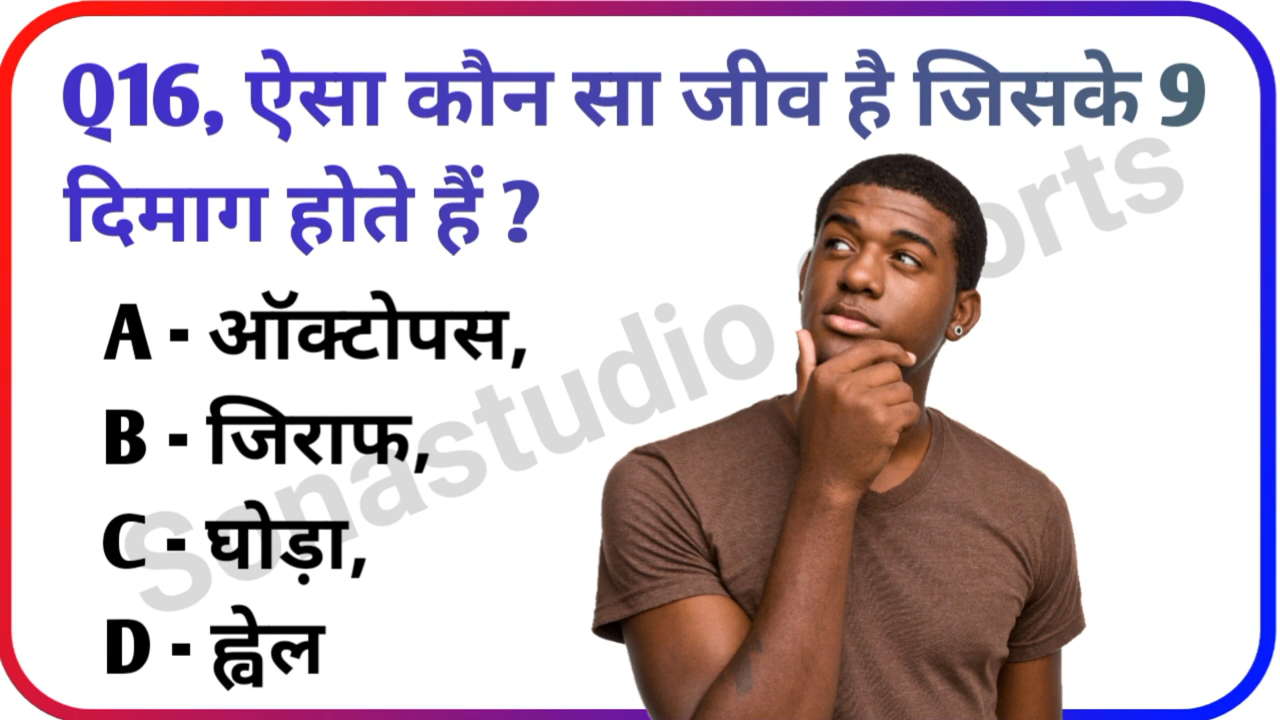 Q16, ऐसा कौन सा जीव है जिसके 9
दिमाग होते हैं ?
A - ऑक्टोपस,
B - जिराफ,
C - घोड़ा,
D - ह्वेल